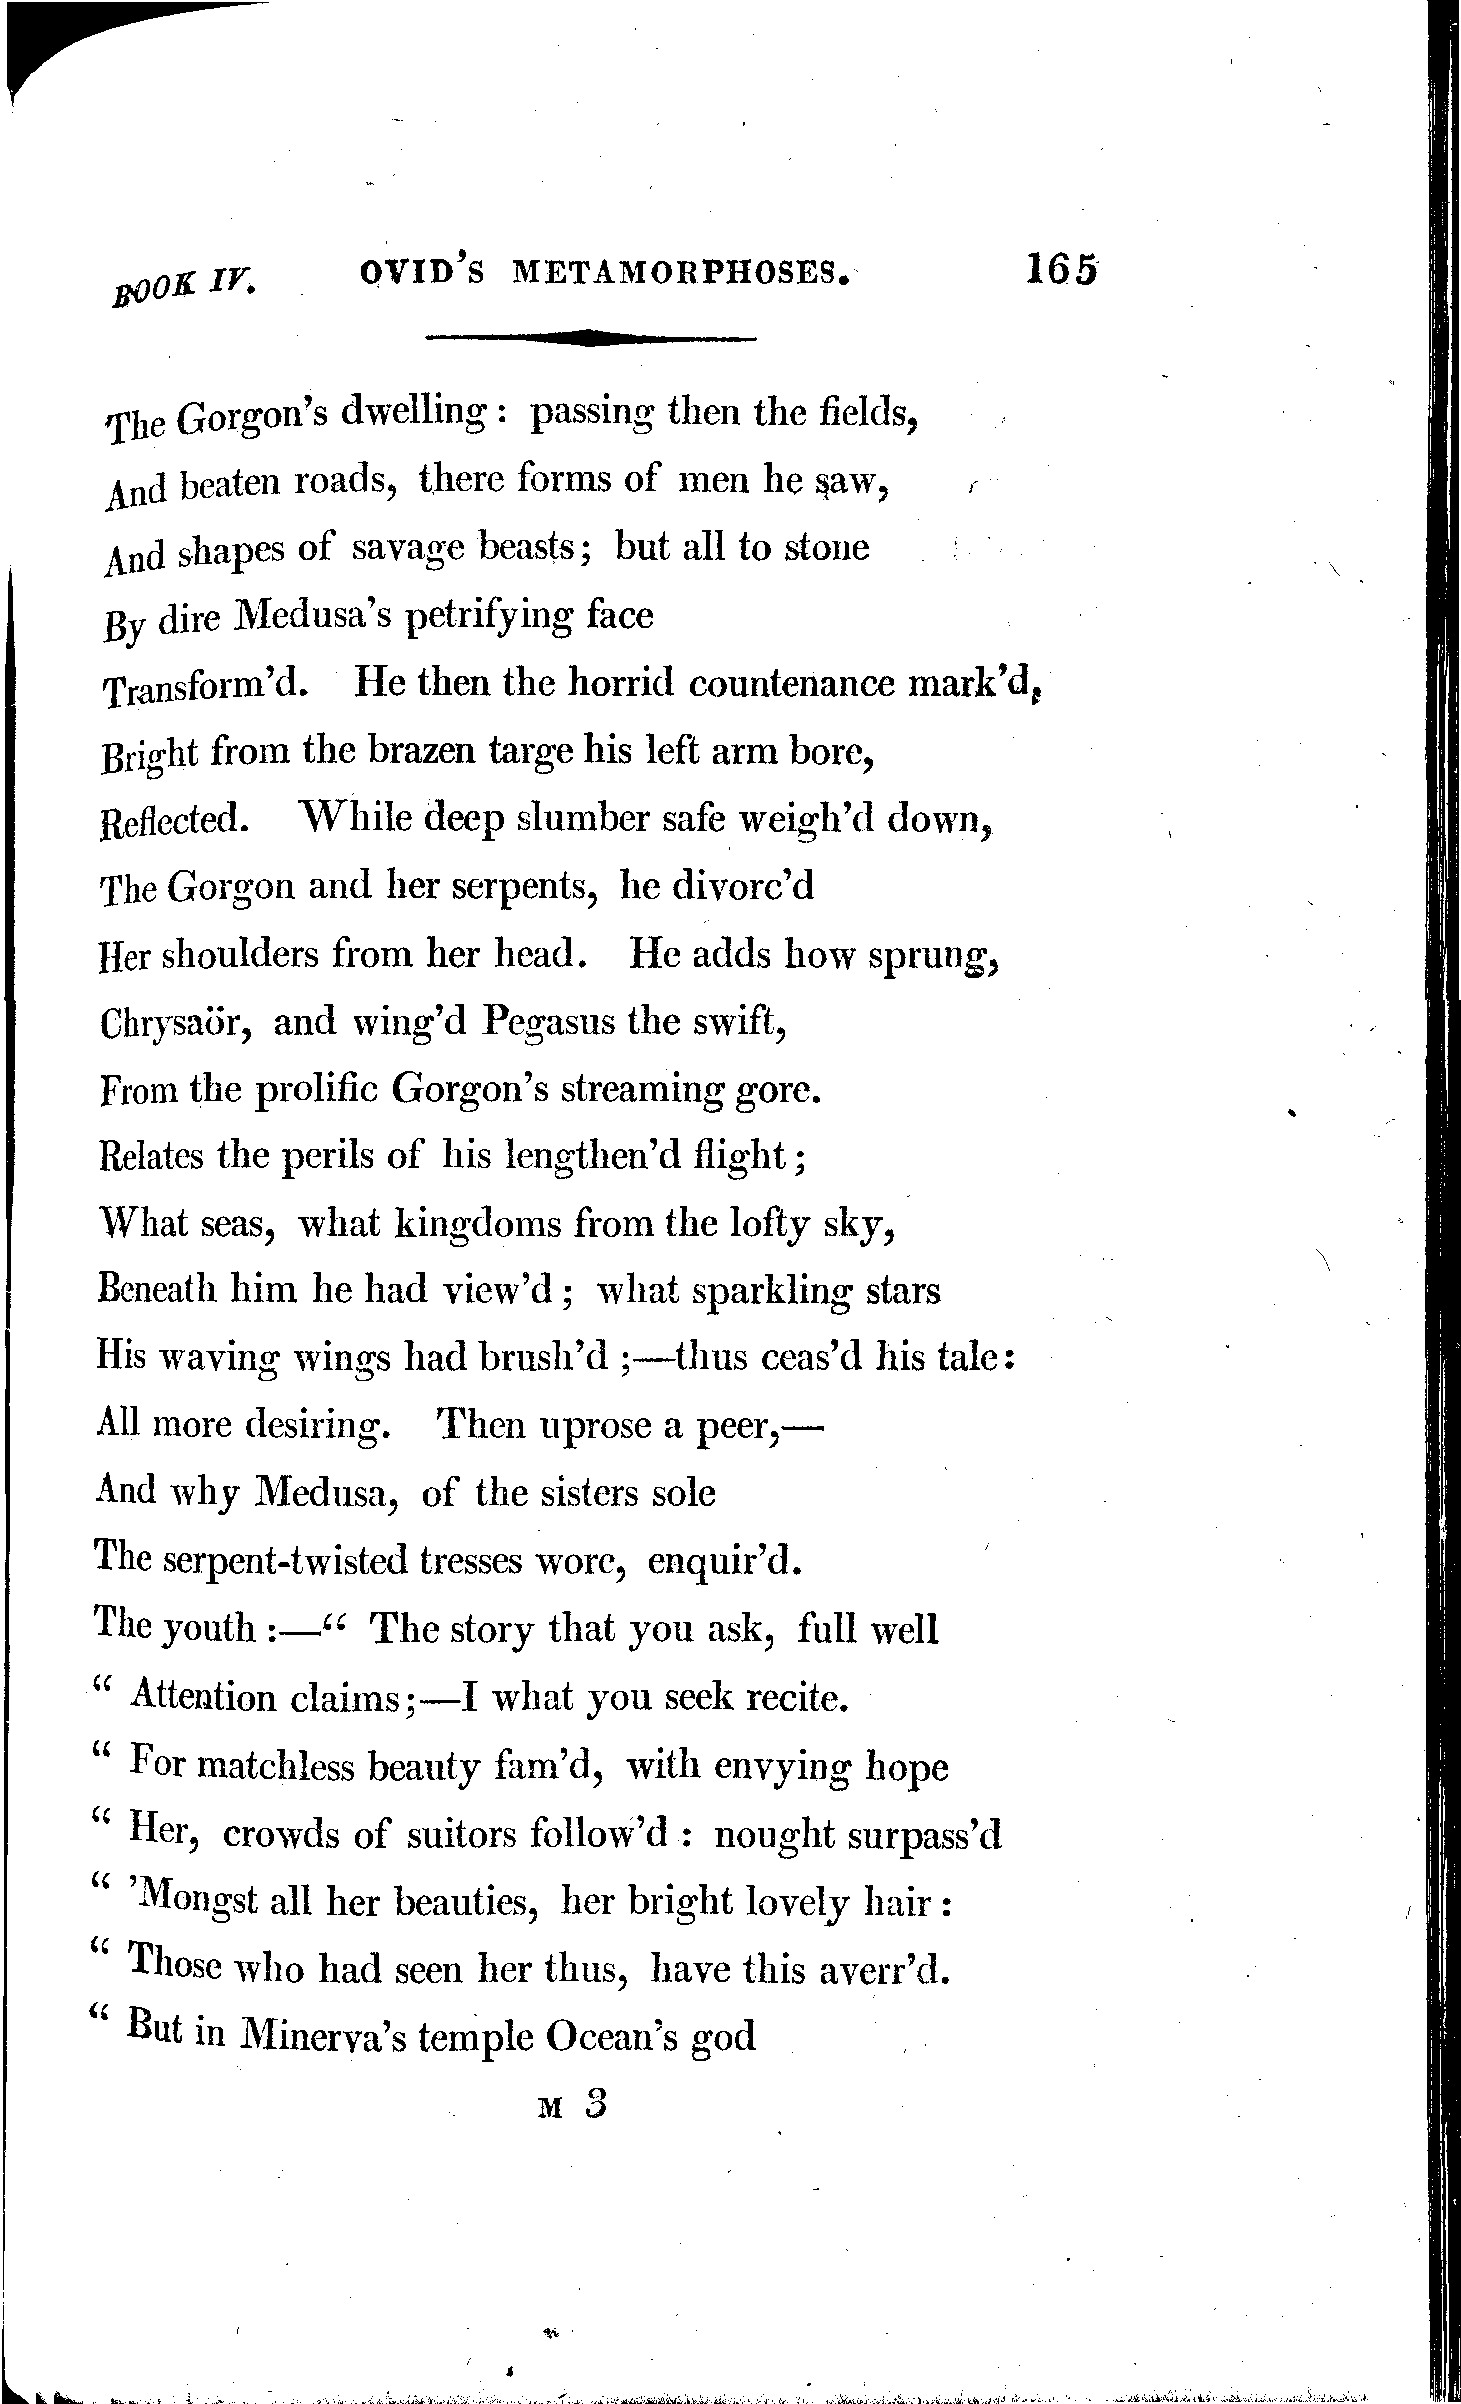 BOOK IV. OVID'S METAMORPHOSES. 165
The Gorgon's dwelling : passing then the fields,
And beaten roads, there forms of men he saw,
And shapes of savage beasts; but all to stone
By dire Medusa's petrifying face
Transform'd. He then the horrid countenance mark'd,
Bright from the brazen targe his left arm bore,
Reflected. While deep slumber safe weigh'd down,
The Gorgon and her serpents, he divorc'd
Her shoulders from her head. He adds how sprung,
Chrysaör, and wing'd Pegasus the swift,
From the prolific Gorgon's streaming gore.
Relates the perils of his lengthen'd flight ;
What seas, what kingdoms from the lofty sky,
Beneath him he had view'd ; what sparkling stars
His waving wings had brush'd ;—thus ceas'd his tale:
All more desiring. Then uprose a peer,—
And why Medusa, of the sisters sole
The serpent-twisted tresses wore, enquir'd.
The youth :—“ The story that you ask, full well
“ Attention claims;—I what you seek recite.
“ For matchless beauty fam'd, with envying hope
“ Her, crowds of suitors follow'd : nought surpass'd
“ 'Mongst all her beauties, her bright lovely hair :
“ Those who had seen her thus, have this averr'd.
“ But in Minerva's temple Ocean's god
M 3